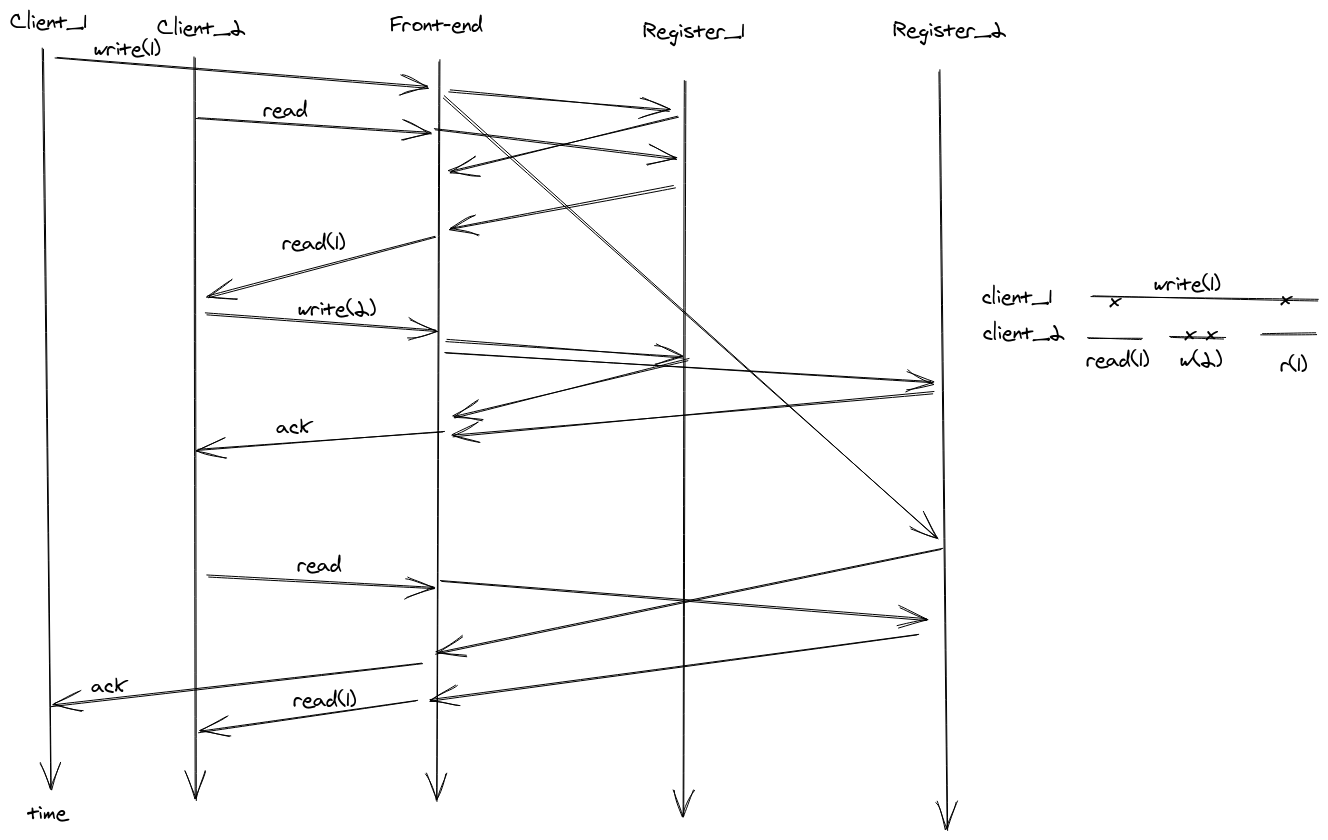 Client_1
Client_2
Front-end
Register_1
Register_2
write(1)
read
read(1)
write(2)
ack
read
ack
read(1)
time
client_1
write(1)
x
x
client_2
x x
read(1)
w(2)
r(1)